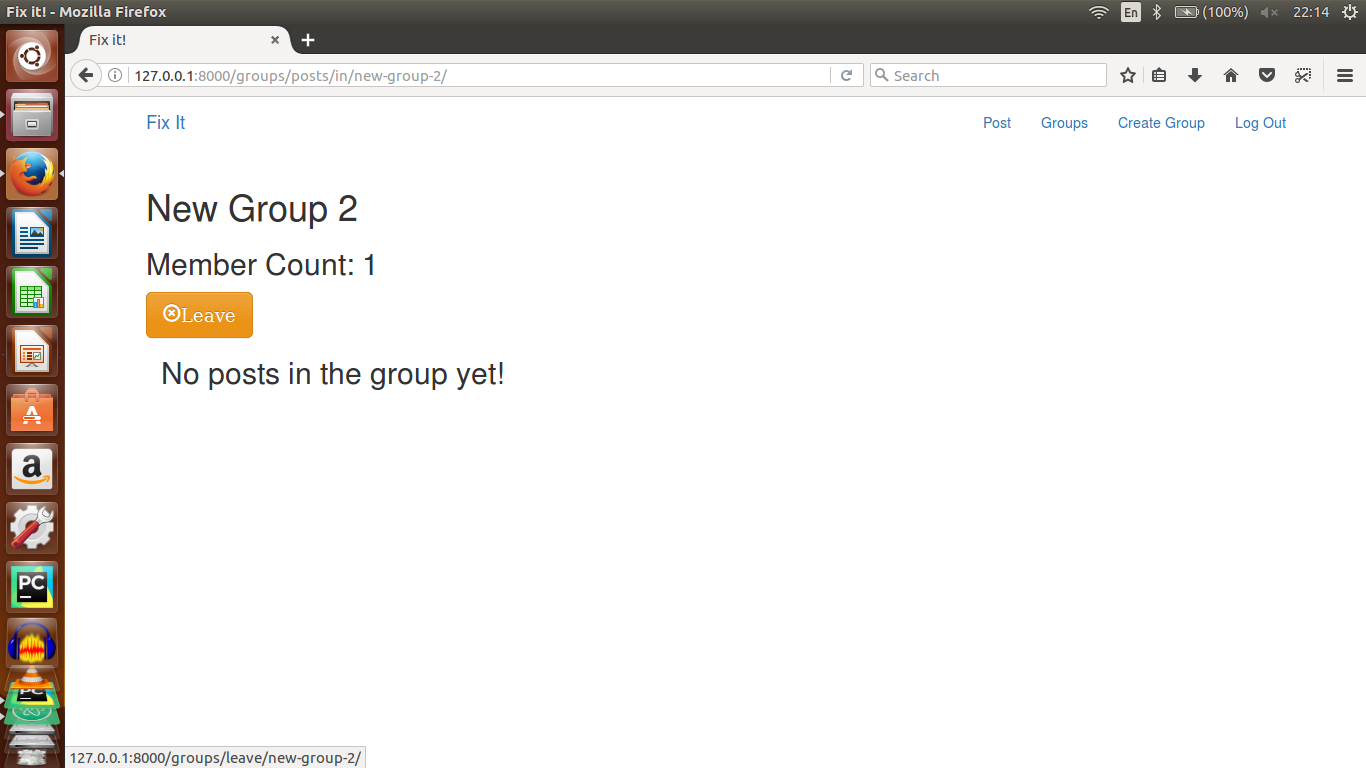 Fix it! - Mozilla Firefox
En
(100%)
22:14
Fix it!
127.0.0.1:8000/groups/posts/in/new-group-2/
Search
Fix It
Post
Groups
Create Group
Log Out
New Group 2
Member Count: 1
Leave
No posts in the group yet!
A
a
PC
PC
127.0.0.1:8000/groups/leave/new-group-2/